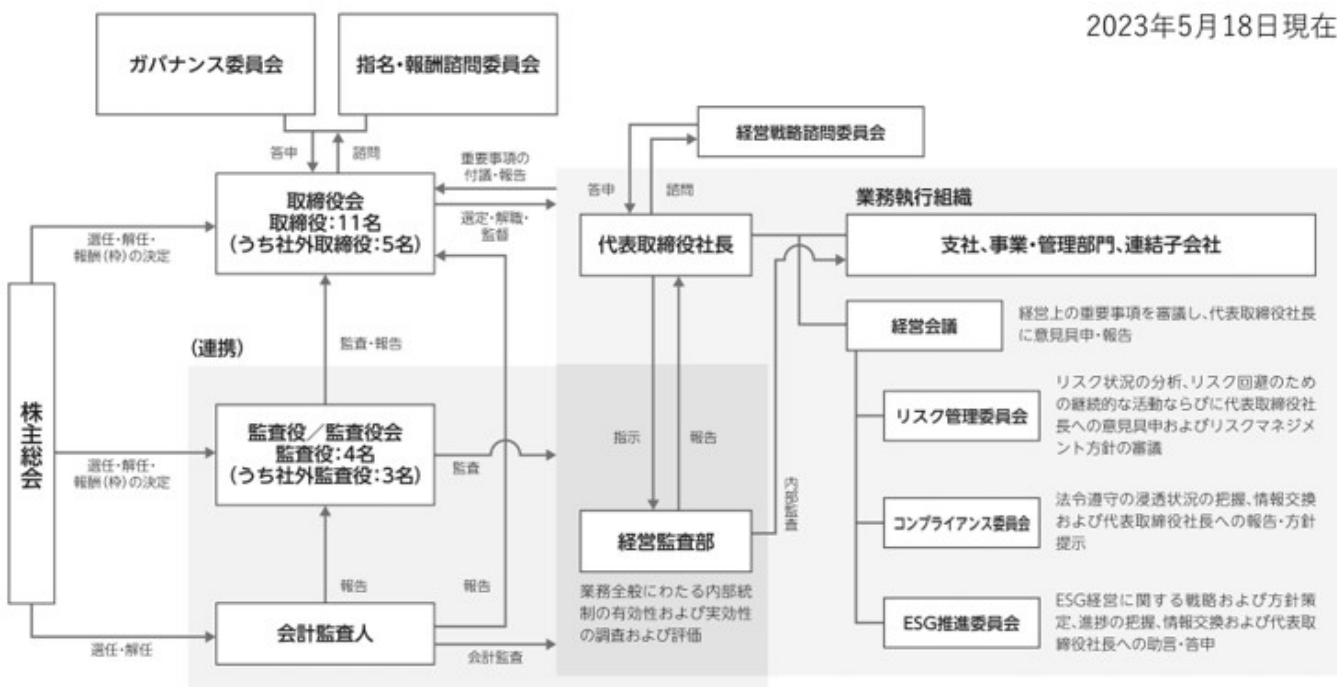 2023年5月18日現在
ガバナンス委員会
指名・報酬諮問委員会
経営戦略諮問委員会
答申
諮問
重要事項の
付議・報告
答申
諮問
業務執行組織
取締役会
取締役:11名
(うち社外取締役:5名)
選任・解任・
報酬(枠)の決定
選定・解職・
監督
代表取締役社長
支社、事業・管理部門、連結子会社
経営会議
経営上の重要事項を審議し、代表取締役社長
に意見具申・報告
(連携)
監査・報告
株主総会
監査役/監査役会
監査役:4名
(うち社外監査役:3名)
選任・解任・
報酬(枠)の決定
監査
指示
報告
内部監査
リスク管理委員会
リスク状況の分析、リスク回避のため
の継続的な活動ならびに代表取締役社
長への意見具申およびリスクマネジメ
ント方針の審議
コンプライアンス委員会
法令遵守の浸透状況の把握、情報交換
および代表取締役社長への報告・方針
提示
経営監査部
業務全般にわたる内部統
制の有効性および実効性
の調査および評価
報告
報告
会計監査人
選任・解任
会計監査
ESG推進委員会
ESG経営に関する戦略および方針策
定、進捗の把握、情報交換および代表取
締役社長への助言・答申